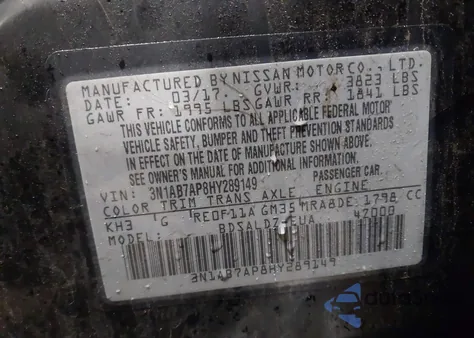 MANUFACTURED BY NISSAN MOTOR CO., LTD.
DATE: 03/17 GVWR: 3823 LBS
GAWR FR: 1995 LBS GAWR RR: 1841 LBS
THIS VEHICLE CONFORMS TO ALL APPLICABLE FEDERAL MOTOR
VEHICLE SAFETY, BUMPER AND THEFT PREVENTION STANDARDS
IN EFFECT ON THE DATE OF MANUFACTURE SHOWN ABOVE.
SEE OWNER'S MANUAL FOR ADDITIONAL INFORMATION.
VIN: 3N1AB7AP8HY289149 PASSENGER CAR
COLOR TRIM TRANS AXLE ENGINE
KH3 G RE0F11A GM35 MRA8DE 1798 CC
MODEL: BDSALDZ-EUA 47000
3N1AB7AP8HY289149